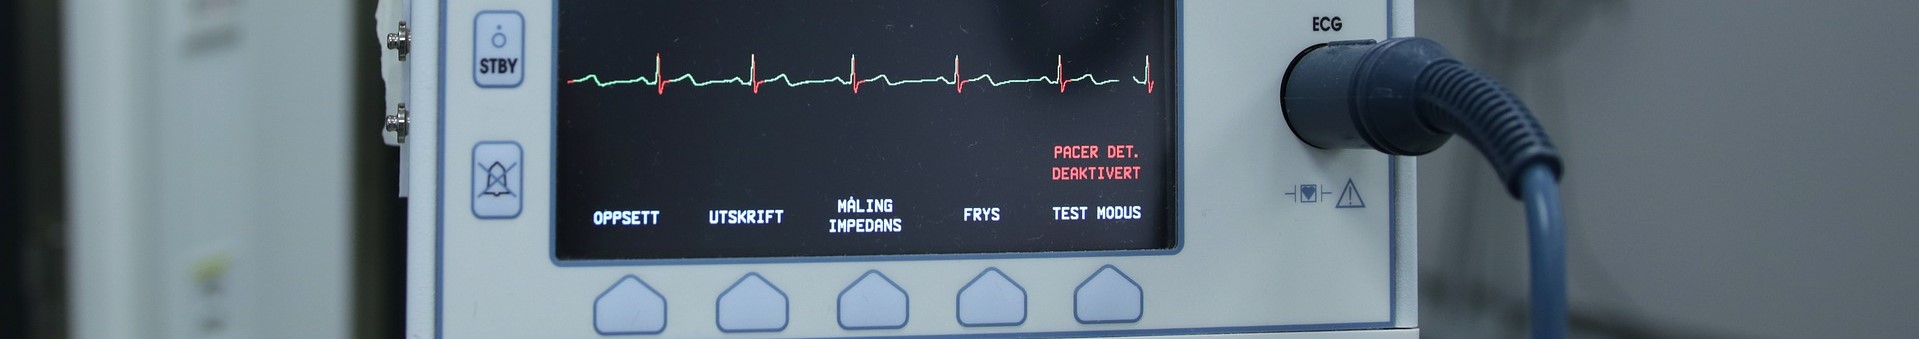 ECG
STBY
PACER DET.
DEAKTIVERT
OPPSETT
UTSKRIFT
MÅLING
IMPEDANS
FRYS
TEST MODUS